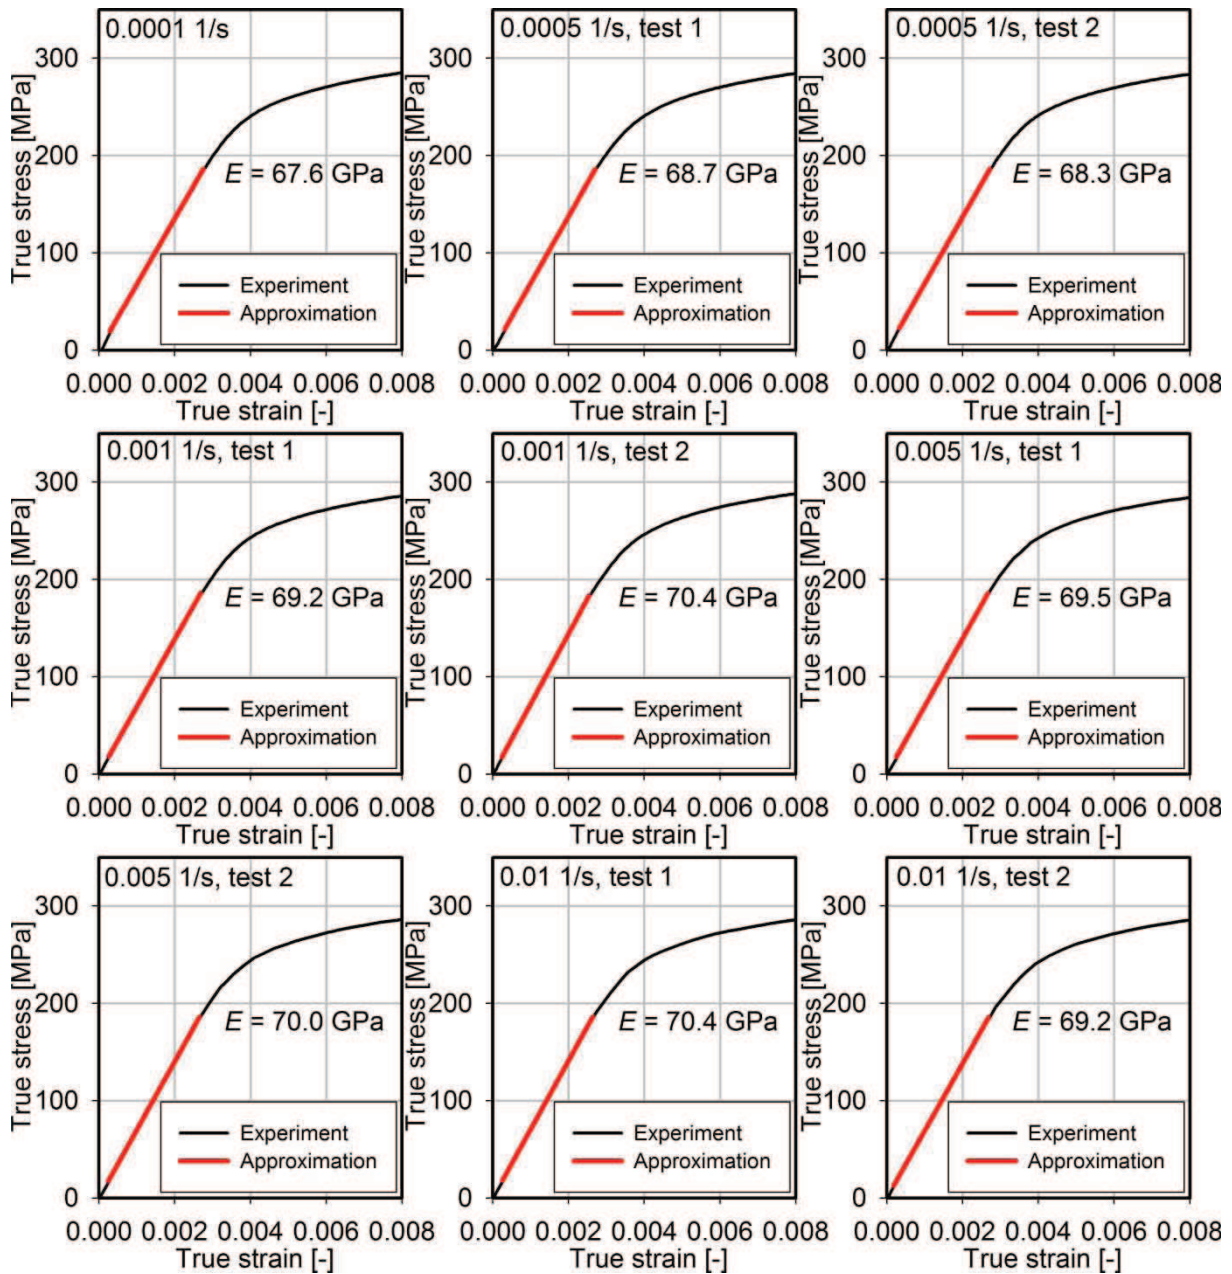 0.0001 1/s
True stress [MPa]
300
200
100
0
E = 67.6 GPa
Experiment
Approximation
0.000 0.002 0.004 0.006 0.008
True strain [-]
0.0005 1/s, test 1
True stress [MPa]
300
200
100
0
E = 68.7 GPa
Experiment
Approximation
0.000 0.002 0.004 0.006 0.008
True strain [-]
0.0005 1/s, test 2
True stress [MPa]
300
200
100
0
E = 68.3 GPa
Experiment
Approximation
0.000 0.002 0.004 0.006 0.008
True strain [-]
0.001 1/s, test 1
True stress [MPa]
300
200
100
0
E = 69.2 GPa
Experiment
Approximation
0.000 0.002 0.004 0.006 0.008
True strain [-]
0.001 1/s, test 2
True stress [MPa]
300
200
100
0
E = 70.4 GPa
Experiment
Approximation
0.000 0.002 0.004 0.006 0.008
True strain [-]
0.005 1/s, test 1
True stress [MPa]
300
200
100
0
E = 69.5 GPa
Experiment
Approximation
0.000 0.002 0.004 0.006 0.008
True strain [-]
0.005 1/s, test 2
True stress [MPa]
300
200
100
0
E = 70.0 GPa
Experiment
Approximation
0.000 0.002 0.004 0.006 0.008
True strain [-]
0.01 1/s, test 1
True stress [MPa]
300
200
100
0
E = 70.4 GPa
Experiment
Approximation
0.000 0.002 0.004 0.006 0.008
True strain [-]
0.01 1/s, test 2
True stress [MPa]
300
200
100
0
E = 69.2 GPa
Experiment
Approximation
0.000 0.002 0.004 0.006 0.008
True strain [-]